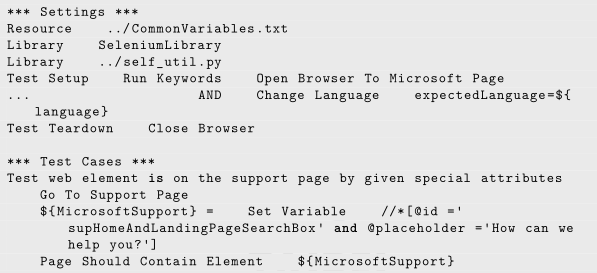 *** Settings ***
Resource    ../CommonVariables.txt
Library    SeleniumLibrary
Library    ../self_util.py
Test Setup    Run Keywords    Open Browser To Microsoft Page
...                   AND    Change Language    expectedLanguage=${
language}
Test Teardown    Close Browser
*** Test Cases ***
Test web element is on the support page by given special attributes
Go To Support Page
${MicrosoftSupport} =    Set Variable    //*[@id ='
supHomeAndLandingPageSearchBox' and @placeholder ='How can we
help you?']
Page Should Contain Element    ${MicrosoftSupport}